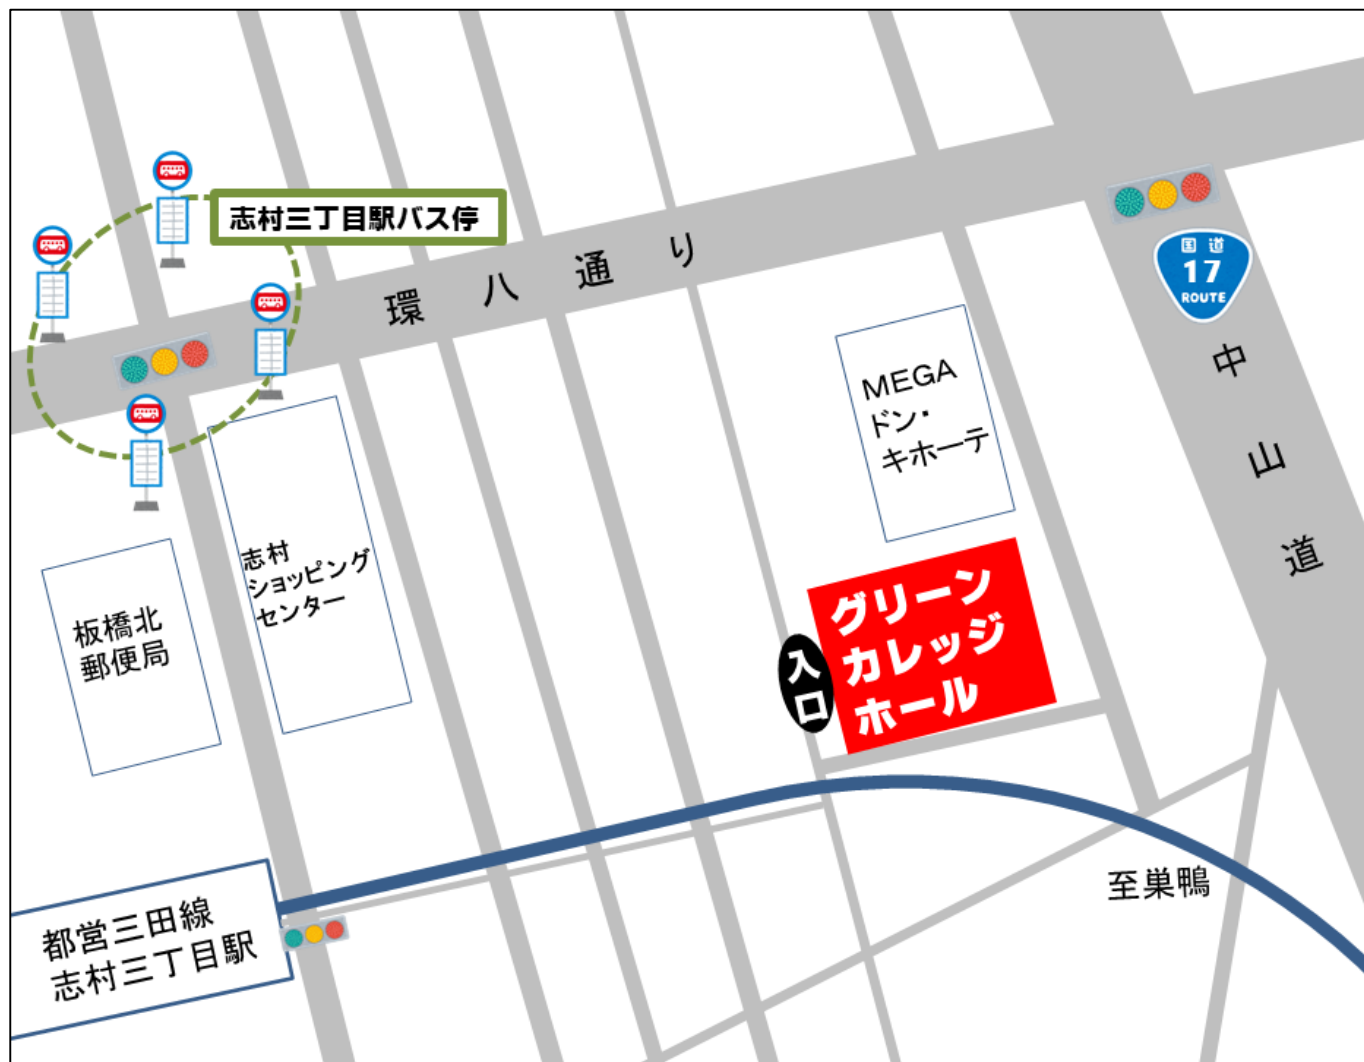 志村三丁目駅バス停
環八通り
国道
17
ROUTE
中山道
MEGA
ドン・
キホーテ
志村
ショッピング
センター
板橋北
郵便局
グリーン
カレッジ
ホール
入口
至巣鴨
都営三田線
志村三丁目駅